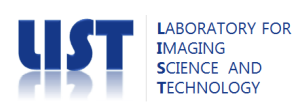 LIST
LABORATORY FOR
IMAGING
SCIENCE AND
TECHNOLOGY